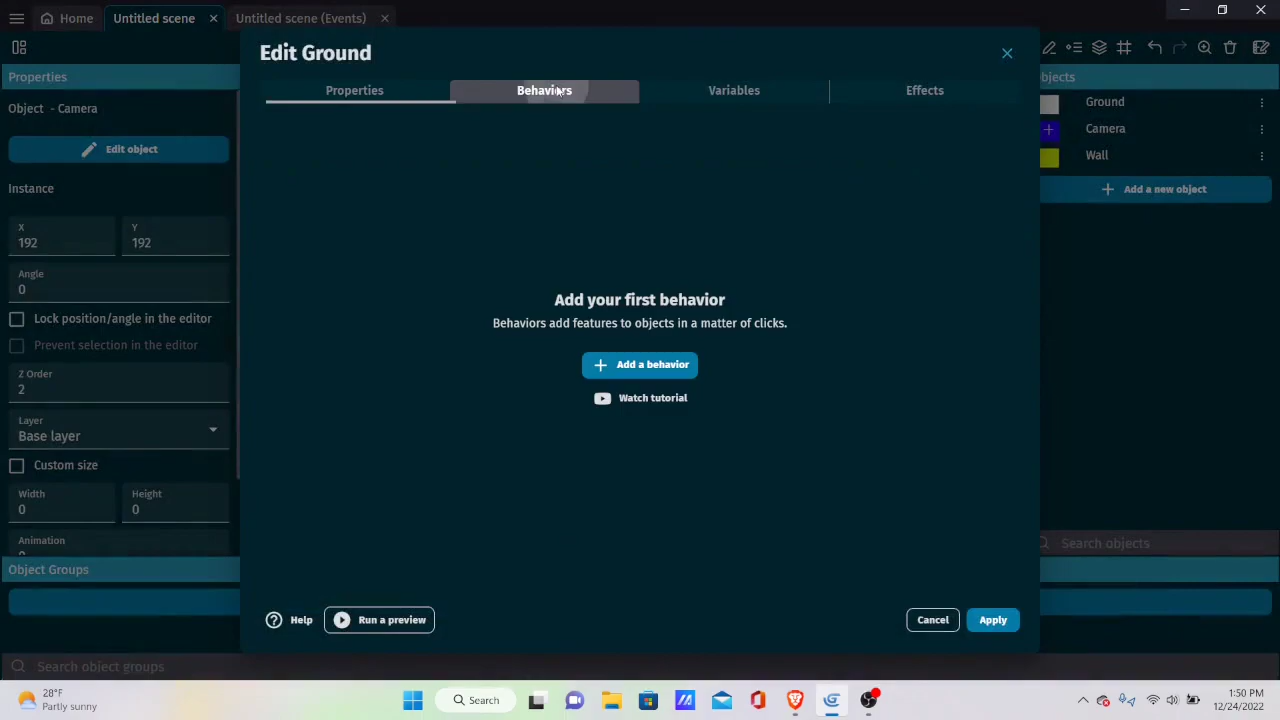 Home
Untitled scene
Untitled scene (Events)
Properties
Object - Camera
Edit object
Instance
X
192
Y
192
Angle
0
Lock position/angle in the editor
Prevent selection in the editor
Z Order
2
Layer
Base layer
Custom size
Width
0
Height
0
Animation
Object Groups
Search object groups
Edit Ground
Properties
Behaviors
Variables
Effects
Add your first behavior
Behaviors add features to objects in a matter of clicks.
Add a behavior
Watch tutorial
Help
Run a preview
Cancel
Apply
bjects
Ground
Camera
Wall
Add a new object
Search objects
28°F
Partly sunny
Search
1:50 PM
12/24/2022